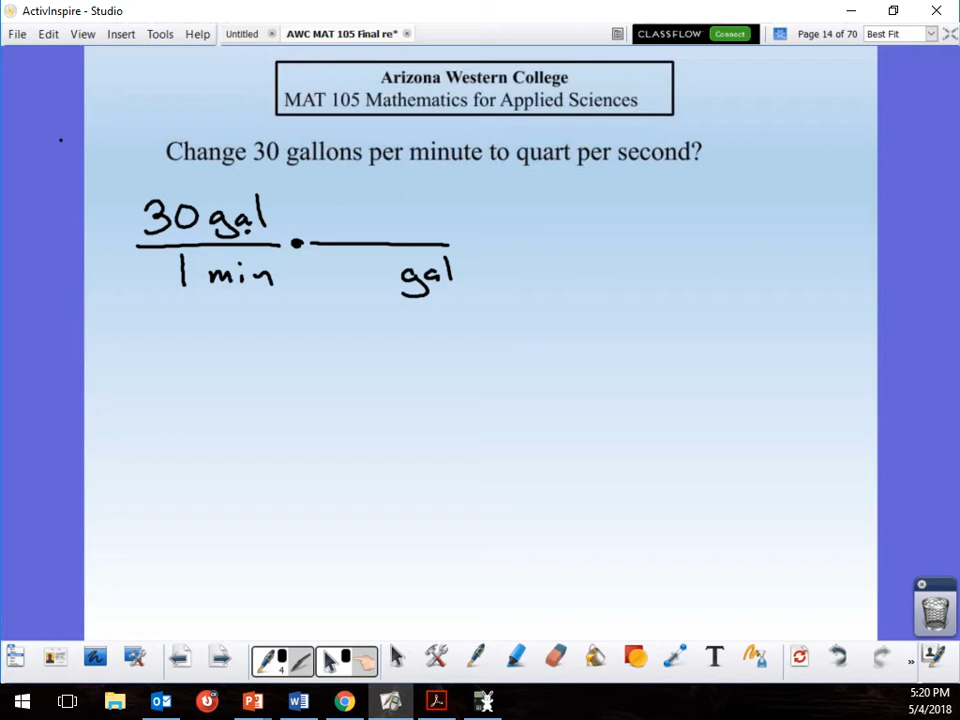 ActivInspire - Studio
File Edit View Insert Tools Help Untitled AWC MAT 105 Final re* CLASSFLOW Connect Page 14 of 70 Best Fit
Arizona Western College
MAT 105 Mathematics for Applied Sciences
Change 30 gallons per minute to quart per second?
30 gal
1 min gal
4
»
5:20 PM
5/4/2018